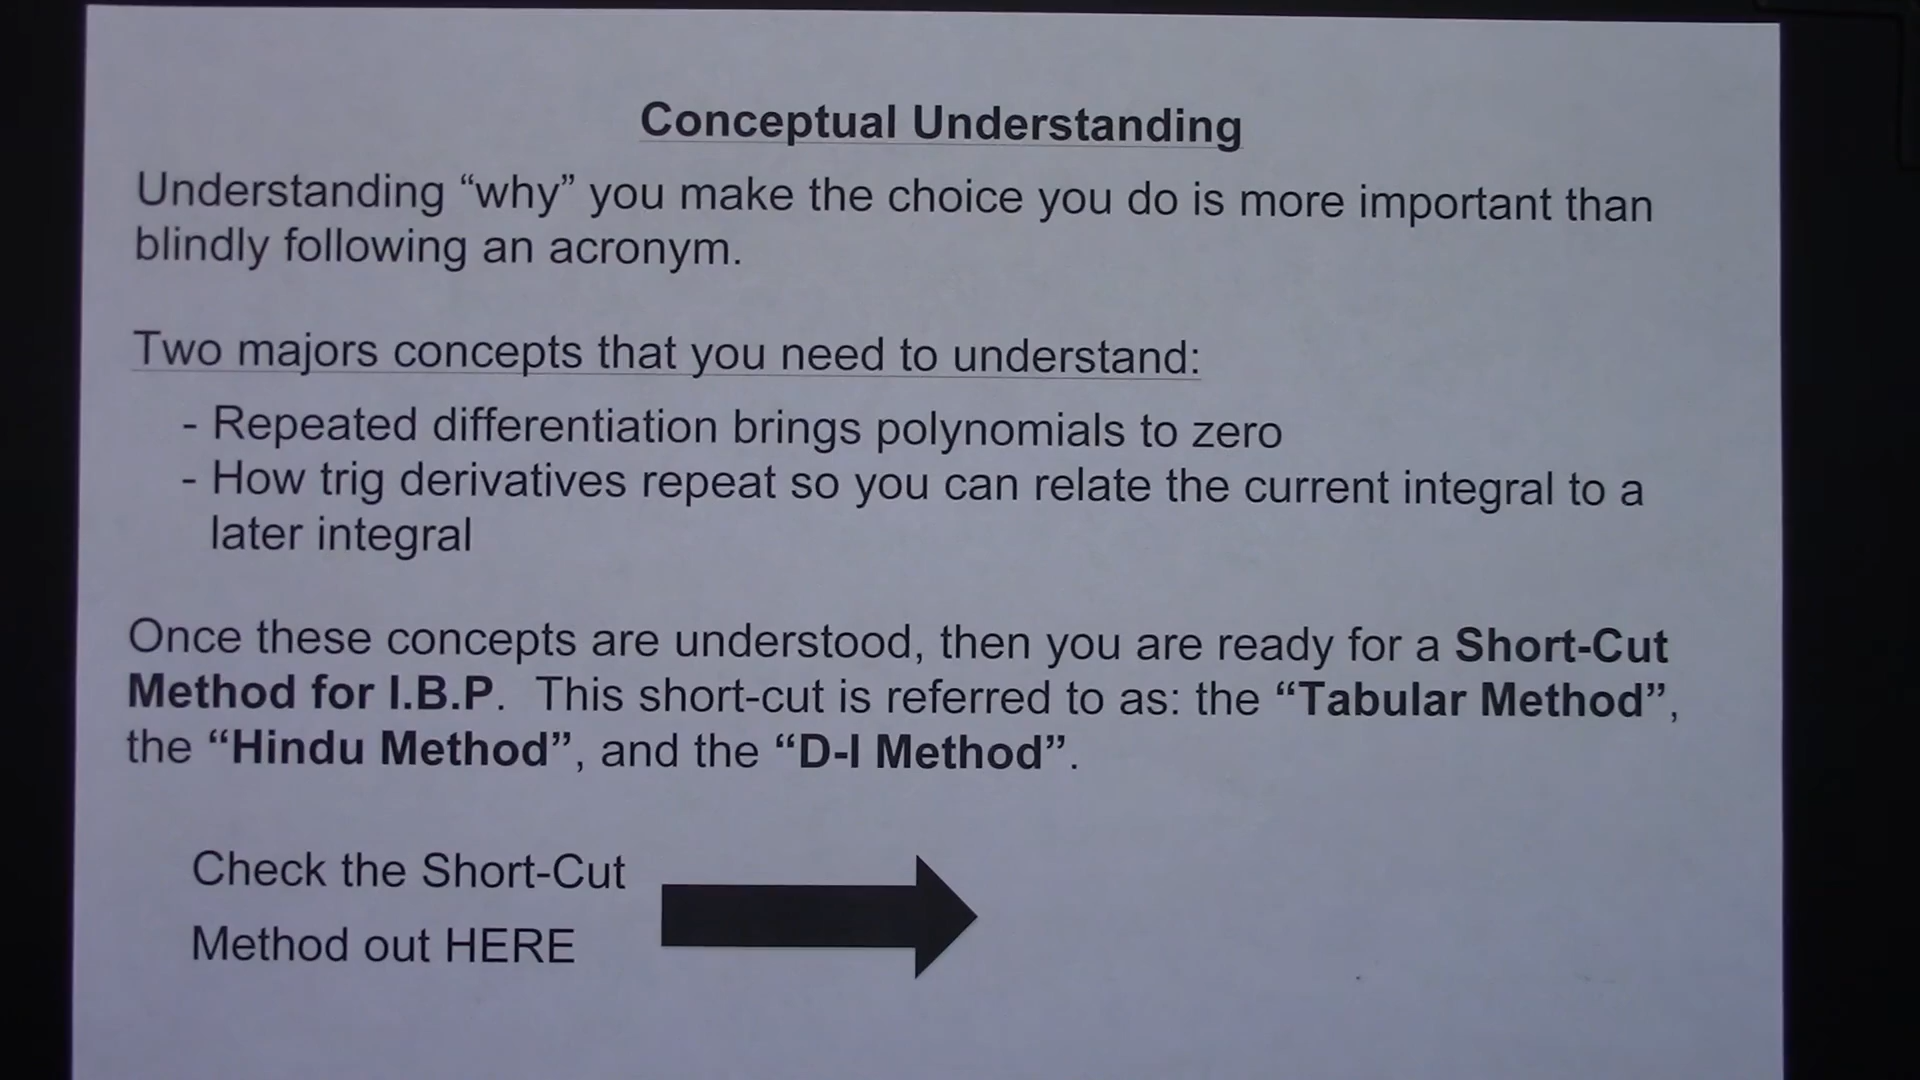 Conceptual Understanding
Understanding “why” you make the choice you do is more important than
blindly following an acronym.
Two majors concepts that you need to understand:
- Repeated differentiation brings polynomials to zero
- How trig derivatives repeat so you can relate the current integral to a
later integral
Once these concepts are understood, then you are ready for a Short-Cut
Method for I.B.P. This short-cut is referred to as: the “Tabular Method”,
the “Hindu Method”, and the “D-I Method”.
Check the Short-Cut
Method out HERE